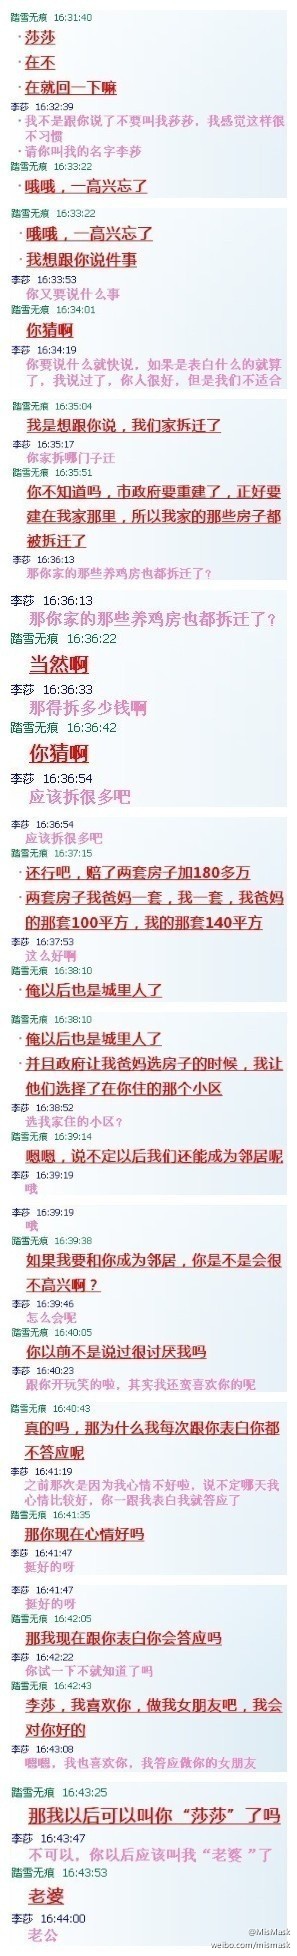 踏雪无痕 16:31:40
· 莎莎
· 在不
· 在就回一下嘛
李莎 16:32:39
· 我不是跟你说了不要叫我莎莎，我感觉这样很
不习惯
· 请你叫我的名字李莎
踏雪无痕 16:33:22
· 哦哦，一高兴忘了
踏雪无痕 16:33:22
· 哦哦，一高兴忘了
· 我想跟你说件事
李莎 16:33:53
你又要说什么事
踏雪无痕 16:34:01
你猜啊
李莎 16:34:19
你要说什么就快说，如果是表白什么的就算
了，我说过了，你人很好，但是我们不适合
踏雪无痕 16:35:04
我是想跟你说，我们家拆迁了
李莎 16:35:17
你家拆哪门子迁
踏雪无痕 16:35:51
你不知道吗，市政府要重建了，正好要
建在我家那里，所以我家的那些房子都
被拆迁了
李莎 16:36:13
那你家的那些养鸡房也都拆迁了？
李莎 16:36:13
那你家的那些养鸡房也都拆迁了？
踏雪无痕 16:36:22
当然啊
李莎 16:36:33
那得拆多少钱啊
踏雪无痕 16:36:42
你猜啊
李莎 16:36:54
应该拆很多吧
李莎 16:36:54
应该拆很多吧
踏雪无痕 16:37:15
· 还行吧，赔了两套房子加180多万
· 两套房子我爸妈一套，我一套，我爸妈
的那套100平方，我的那套140平方
李莎 16:37:53
这么好啊
踏雪无痕 16:38:10
· 俺以后也是城里人了
踏雪无痕 16:38:10
· 俺以后也是城里人了
· 并且政府让我爸妈选房子的时候，我让
他们选择了在你住的那个小区
李莎 16:38:52
选我家住的小区？
踏雪无痕 16:39:14
嗯嗯，说不定以后我们还能成为邻居呢
李莎 16:39:19
哦
李莎 16:39:19
哦
踏雪无痕 16:39:38
如果我要和你成为邻居，你是不是会很
不高兴啊？
李莎 16:39:46
怎么会呢
踏雪无痕 16:40:05
你以前不是说过很讨厌我吗
李莎 16:40:23
跟你开玩笑的啦，其实我还蛮喜欢你的呢
踏雪无痕 16:40:43
真的吗，那为什么我每次跟你表白你都
不答应呢
李莎 16:41:19
之前那次是因为我心情不好啦，说不定哪天我
心情比较好，你一跟我表白我就答应了
踏雪无痕 16:41:35
那你现在心情好吗
李莎 16:41:47
挺好的呀
李莎 16:41:47
挺好的呀
踏雪无痕 16:42:05
那我现在跟你表白你会答应吗
李莎 16:42:22
你试一下不就知道了吗
踏雪无痕 16:42:43
李莎，我喜欢你，做我女朋友吧，我会
对你好的
李莎 16:43:08
嗯嗯，我也喜欢你，我答应做你的女朋友
踏雪无痕 16:43:25
那我以后可以叫你“莎莎”了吗
李莎 16:43:47
不可以，你以后应该叫我“老婆”了
踏雪无痕 16:43:53
老婆
李莎 16:44:00
老公
@MisMask
weibo.com/mismask